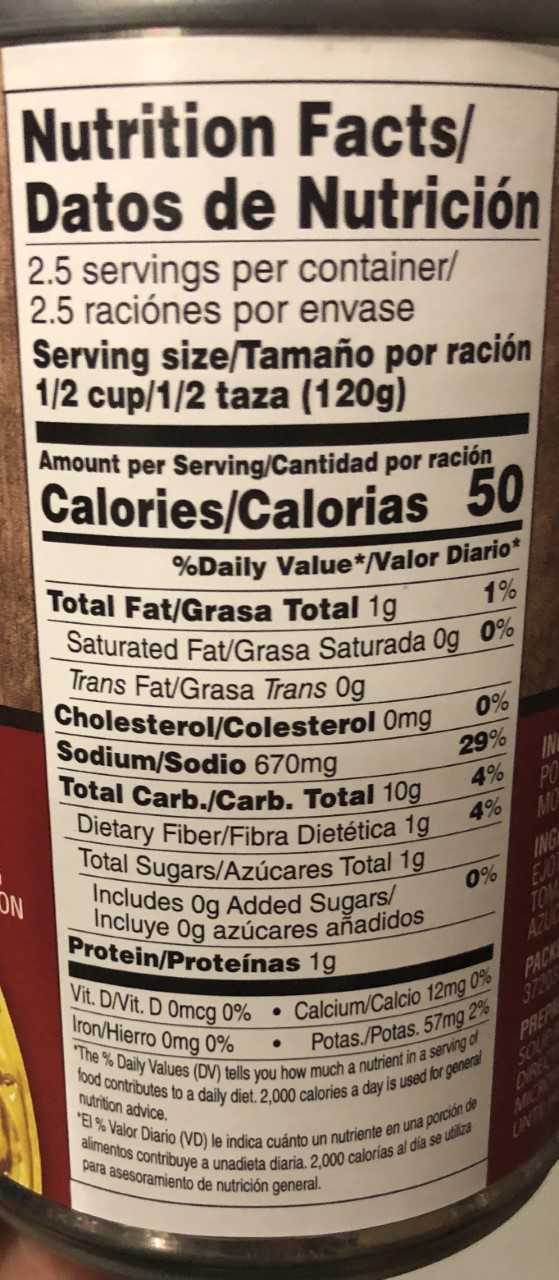 Nutrition Facts/
Datos de Nutrición
2.5 servings per container/
2.5 raciónes por envase
Serving size/Tamaño por ración
1/2 cup/1/2 taza (120g)
Amount per Serving/Cantidad por ración
Calories/Calorias 50
%Daily Value*/Valor Diario*
Total Fat/Grasa Total 1g 1%
Saturated Fat/Grasa Saturada 0g 0%
Trans Fat/Grasa Trans 0g
Cholesterol/Colesterol 0mg 0%
Sodium/Sodio 670mg 29%
Total Carb./Carb. Total 10g 4%
Dietary Fiber/Fibra Dietética 1g 4%
Total Sugars/Azúcares Total 1g
Includes 0g Added Sugars/ 0%
Incluye 0g azúcares añadidos
Protein/Proteínas 1g
Vit. D/Vit. D 0mcg 0% • Calcium/Calcio 12mg 0%
Iron/Hierro 0mg 0% • Potas./Potas. 57mg 2%
*The % Daily Values (DV) tells you how much a nutrient in a serving of
food contributes to a daily diet. 2,000 calories a day is used for general
nutrition advice.
*El % Valor Diario (VD) le indica cuánto un nutriente en una porción de
alimentos contribuye a unadieta diaria. 2,000 calorías al día se utiliza
para asesoramiento de nutrición general.